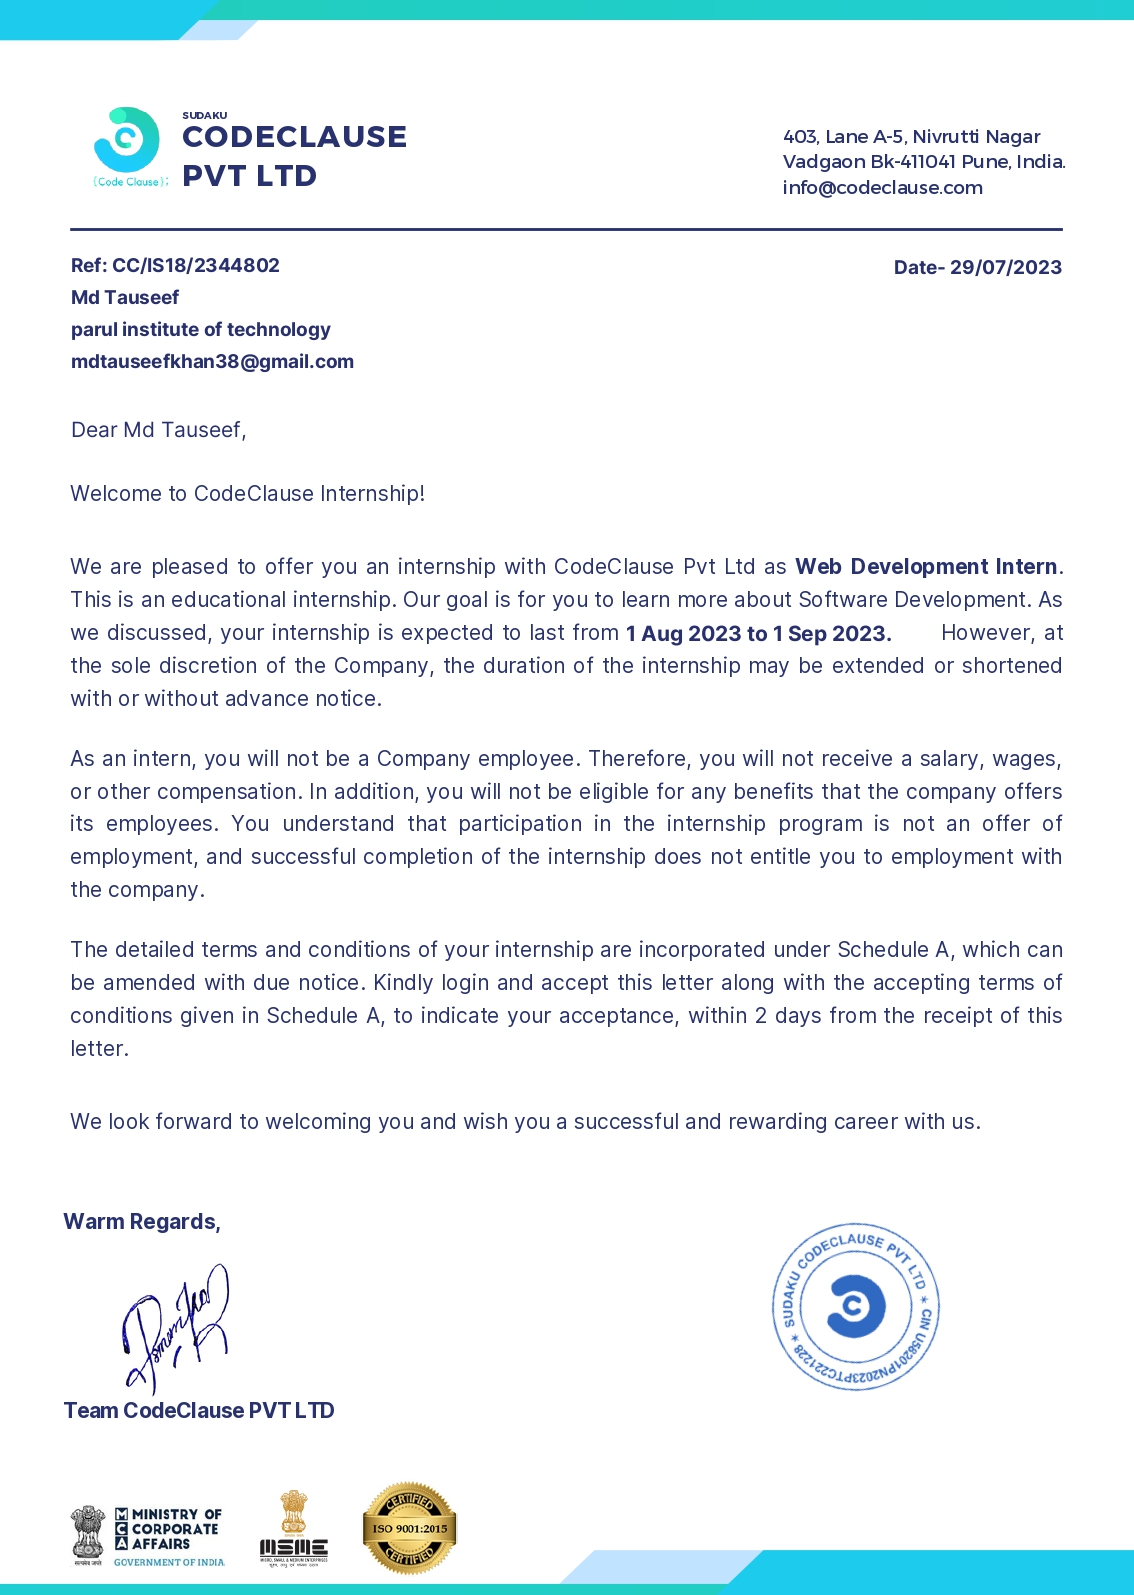 SUDAKU
CODECLAUSE
PVT LTD
{Code Clause};
403, Lane A-5, Nivrutti Nagar
Vadgaon Bk-411041 Pune, India.
info@codeclause.com
Ref: CC/IS18/2344802
Date- 29/07/2023
Md Tauseef
parul institute of technology
mdtauseefkhan38@gmail.com
Dear Md Tauseef,
Welcome to CodeClause Internship!
We are pleased to offer you an internship with CodeClause Pvt Ltd as Web Development Intern.
This is an educational internship. Our goal is for you to learn more about Software Development. As
we discussed, your internship is expected to last from 1 Aug 2023 to 1 Sep 2023. However, at
the sole discretion of the Company, the duration of the internship may be extended or shortened
with or without advance notice.
As an intern, you will not be a Company employee. Therefore, you will not receive a salary, wages,
or other compensation. In addition, you will not be eligible for any benefits that the company offers
its employees. You understand that participation in the internship program is not an offer of
employment, and successful completion of the internship does not entitle you to employment with
the company.
The detailed terms and conditions of your internship are incorporated under Schedule A, which can
be amended with due notice. Kindly login and accept this letter along with the accepting terms of
conditions given in Schedule A, to indicate your acceptance, within 2 days from the receipt of this
letter.
We look forward to welcoming you and wish you a successful and rewarding career with us.
Warm Regards,
SUDAKU CODECLAUSE PVT LTD ★ CIN U58201PN2023PTC221228 ★
Team CodeClause PVT LTD
सत्यमेव जयते
MCA
MINISTRY OF
CORPORATE
AFFAIRS
GOVERNMENT OF INDIA
MSME
MICRO, SMALL & MEDIUM ENTERPRISES
CERTIFIED
ISO 9001:2015
CERTIFIED